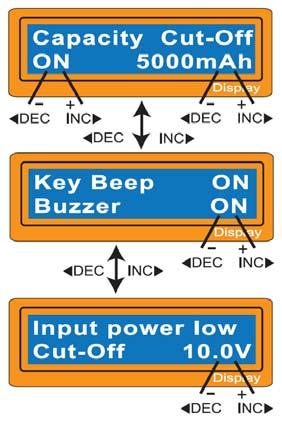 Capacity Cut-Off
ON 5000mAh
Display
- + - +
◄DEC INC► ◄DEC INC►
◄DEC INC►
Key Beep ON
Buzzer ON
Display
- +
◄DEC INC►
◄DEC INC►
Input power low
Cut-Off 10.0V
Display
- +
◄DEC INC►